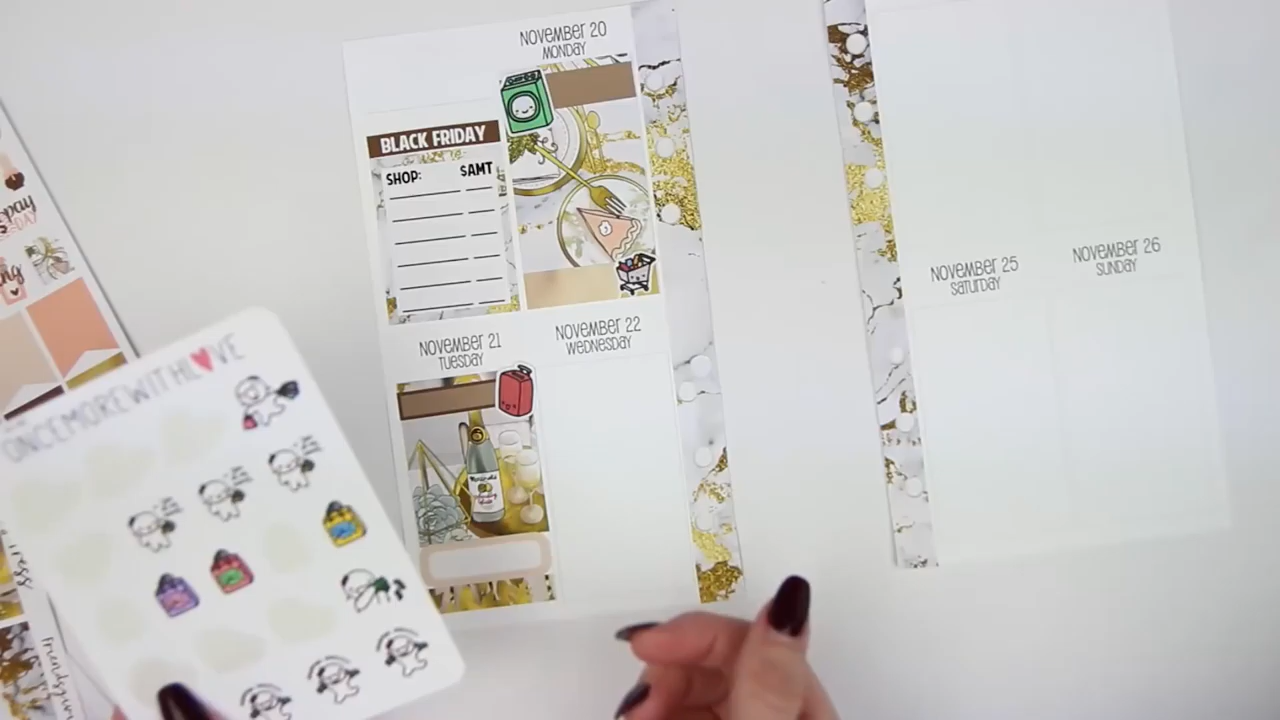 NOVEMBER 20
MONDAY
BLACK FRIDAY
SHOP: $AMT
NOVEMBER 21
TUESDAY
NOVEMBER 22
WEDNESDAY
NOVEMBER 25
SATURDAY
NOVEMBER 26
SUNDAY
ONCEMOREWITHLOVE